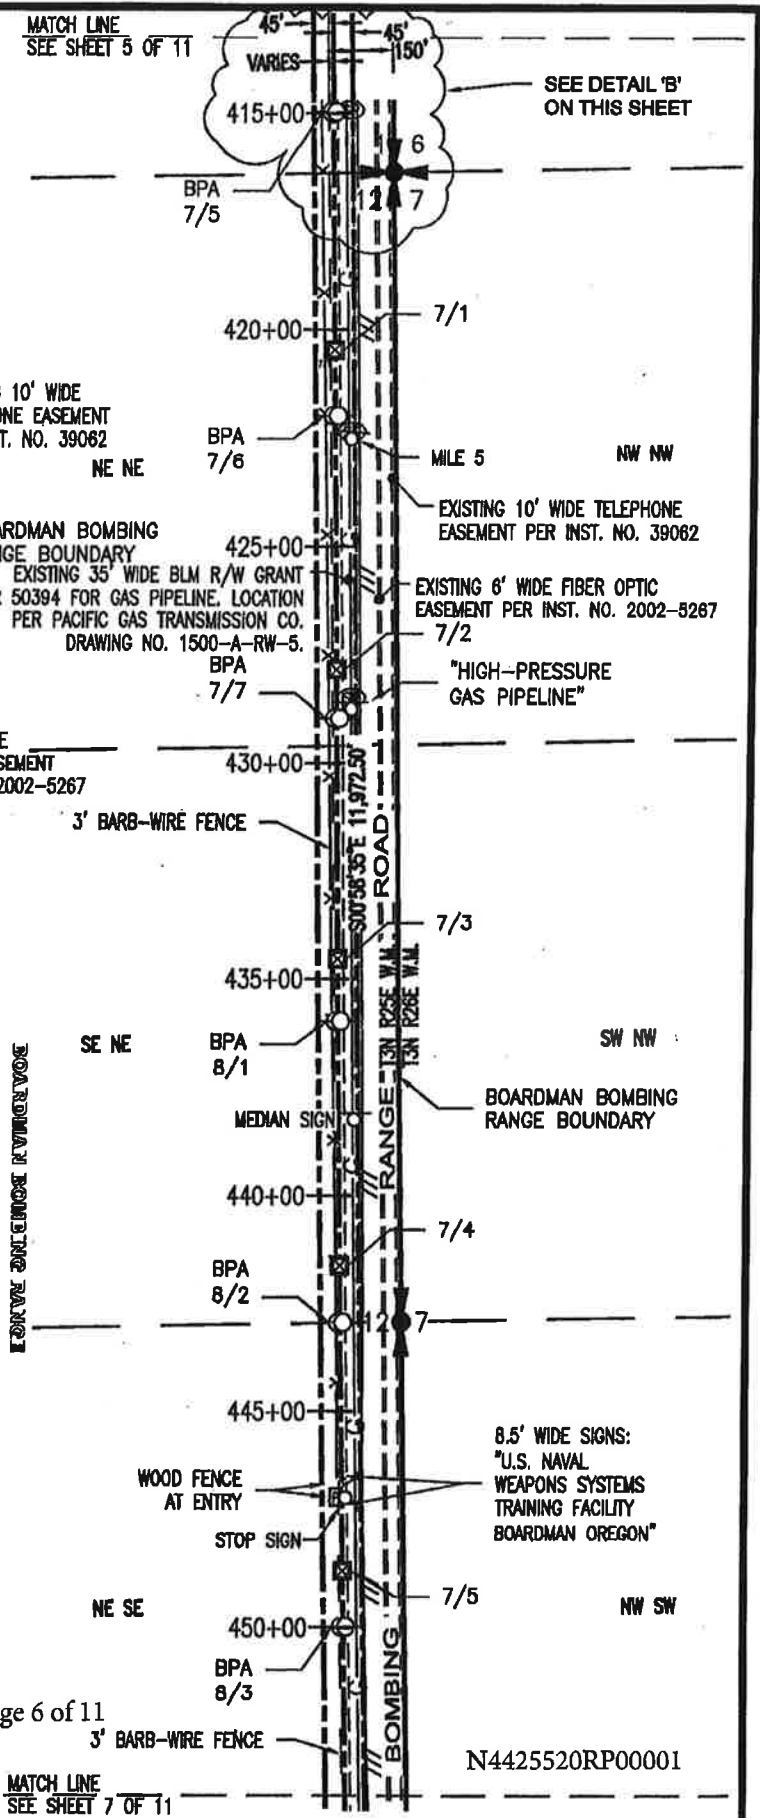 MATCH LINE
SEE SHEET 5 OF 11
45'
45'
150'
VARIES
SEE DETAIL 'B'
ON THIS SHEET
415+00
1
6
12
7
BPA
7/5
7/1
420+00
10' WIDE
EASEMENT
NO. 39062
BPA
7/6
MILE 5
NE NE
NW NW
EXISTING 10' WIDE TELEPHONE
EASEMENT PER INST. NO. 39062
BOMBING
BOUNDARY
425+00
EXISTING 35' WIDE BLM R/W GRANT
50394 FOR GAS PIPELINE. LOCATION
PER PACIFIC GAS TRANSMISSION CO.
DRAWING NO. 1500-A-RW-5.
EXISTING 6' WIDE FIBER OPTIC
EASEMENT PER INST. NO. 2002-5267
7/2
BPA
7/7
"HIGH-PRESSURE
GAS PIPELINE"
2002-5267
430+00
3' BARB-WIRE FENCE
S00°58'35"E 11,972.50'
BOMBING RANGE ROAD
7/3
435+00
T3N R25E W.M.
T3N R26E W.M.
SE NE
BPA
8/1
SW NW
BOARDMAN BOMBING
RANGE BOUNDARY
BOARDMAN BOMBING RANGE
MEDIAN SIGN
440+00
7/4
BPA
8/2
12
7
445+00
8.5' WIDE SIGNS:
"U.S. NAVAL
WEAPONS SYSTEMS
TRAINING FACILITY
BOARDMAN OREGON"
WOOD FENCE
AT ENTRY
STOP SIGN
7/5
NE SE
NW SW
450+00
BPA
8/3
ge 6 of 11
3' BARB-WIRE FENCE
N4425520RP00001
MATCH LINE
SEE SHEET 7 OF 11